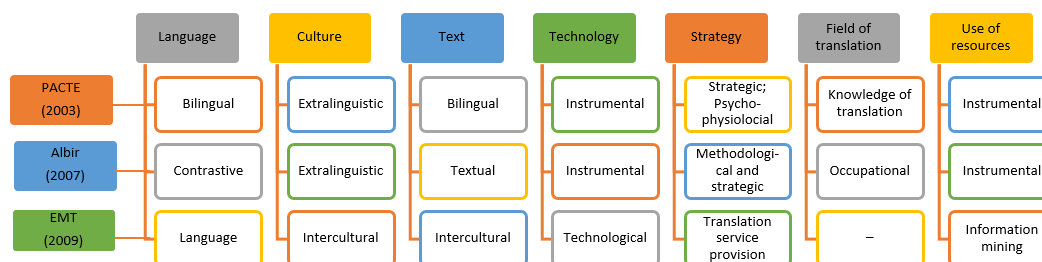 Language
Culture
Text
Technology
Strategy
Field of
translation
Use of
resources
PACTE
(2003)
Bilingual
Extralinguistic
Bilingual
Instrumental
Strategic;
Psycho-
physiolocial
Knowledge of
translation
Instrumental
Albir
(2007)
Contrastive
Extralinguistic
Textual
Instrumental
Methodologi-
cal and
strategic
Occupational
Instrumental
EMT
(2009)
Language
Intercultural
Intercultural
Technological
Translation
service
provision
–
Information
mining